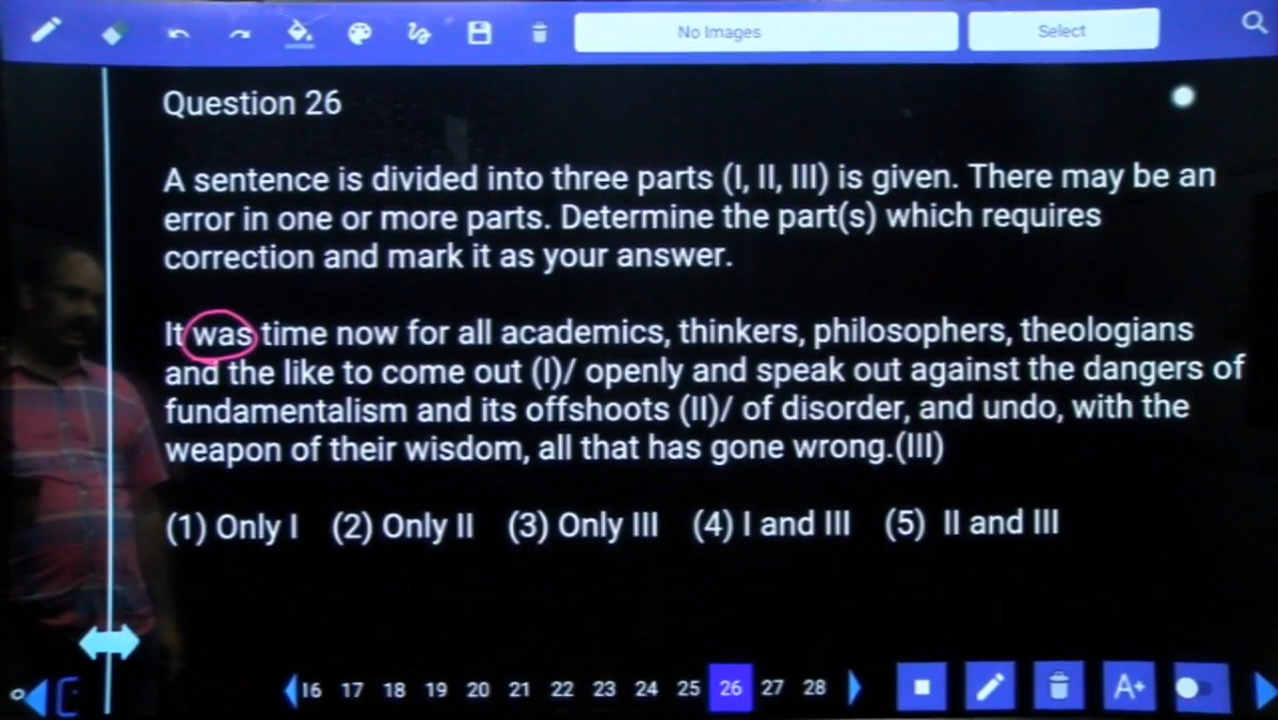 No Images
Select
Question 26
A sentence is divided into three parts (I, II, III) is given. There may be an
error in one or more parts. Determine the part(s) which requires
correction and mark it as your answer.
It was time now for all academics, thinkers, philosophers, theologians
and the like to come out (I)/ openly and speak out against the dangers of
fundamentalism and its offshoots (II)/ of disorder, and undo, with the
weapon of their wisdom, all that has gone wrong.(III)
(1) Only I (2) Only II (3) Only III (4) I and III (5) II and III
16 17 18 19 20 21 22 23 24 25 26 27 28
A+